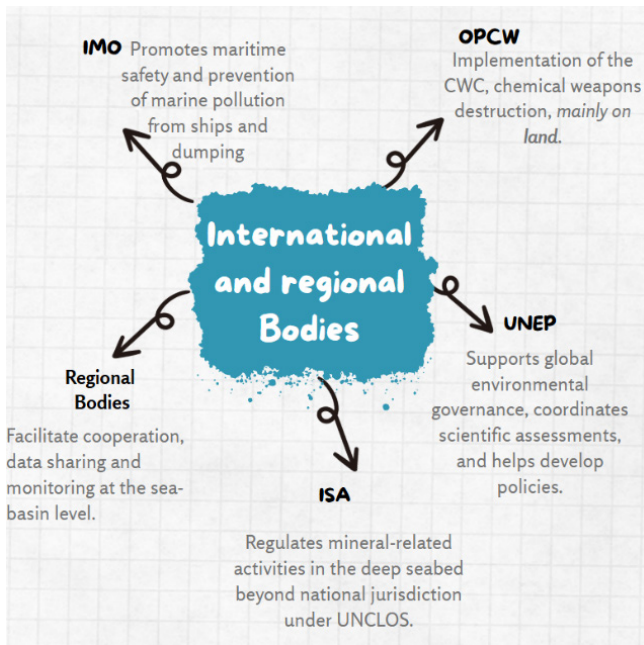 IMO
Promotes maritime
safety and prevention
of marine pollution
from ships and
dumping
OPCW
Implementation of the
CWC, chemical weapons
destruction, mainly on
land.
International
and regional
Bodies
UNEP
Supports global
environmental
governance, coordinates
scientific assessments,
and helps develop
policies.
Regional
Bodies
Facilitate cooperation,
data sharing and
monitoring at the sea-
basin level.
ISA
Regulates mineral-related
activities in the deep seabed
beyond national jurisdiction
under UNCLOS.